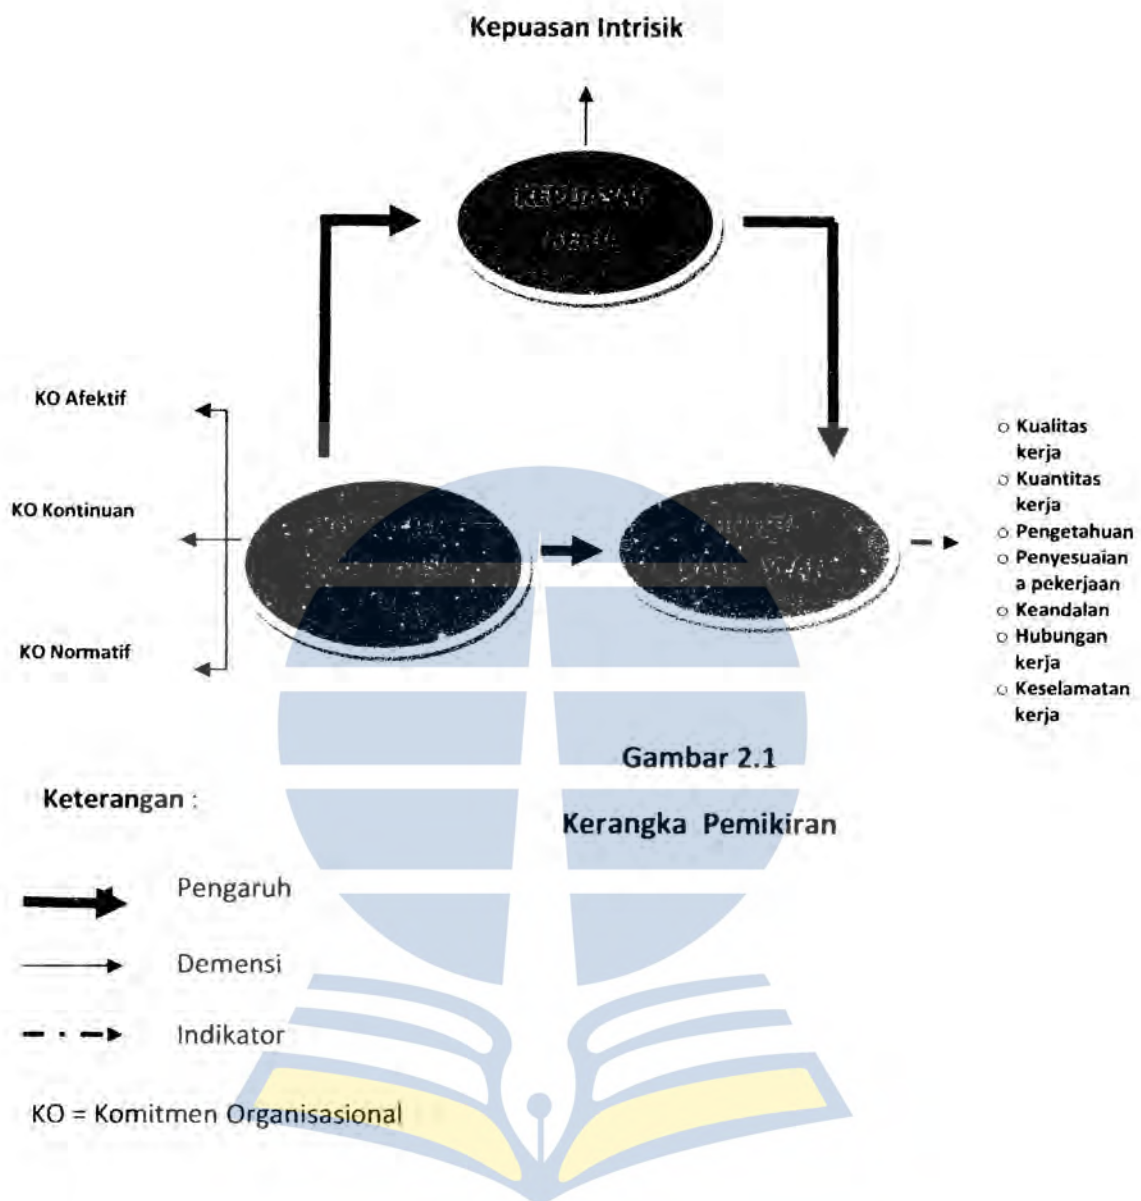 Kepuasan Intrisik
KEPUASAN
KO Afektif
KO Kontinuan
KO Normatif
○ Kualitas
kerja
○ Kuantitas
kerja
○ Pengetahuan
○ Penyesuaian
a pekerjaan
○ Keandalan
○ Hubungan
kerja
○ Keselamatan
kerja
Gambar 2.1
Kerangka Pemikiran
Keterangan :
Pengaruh
Demensi
Indikator
KO = Komitmen Organisasional